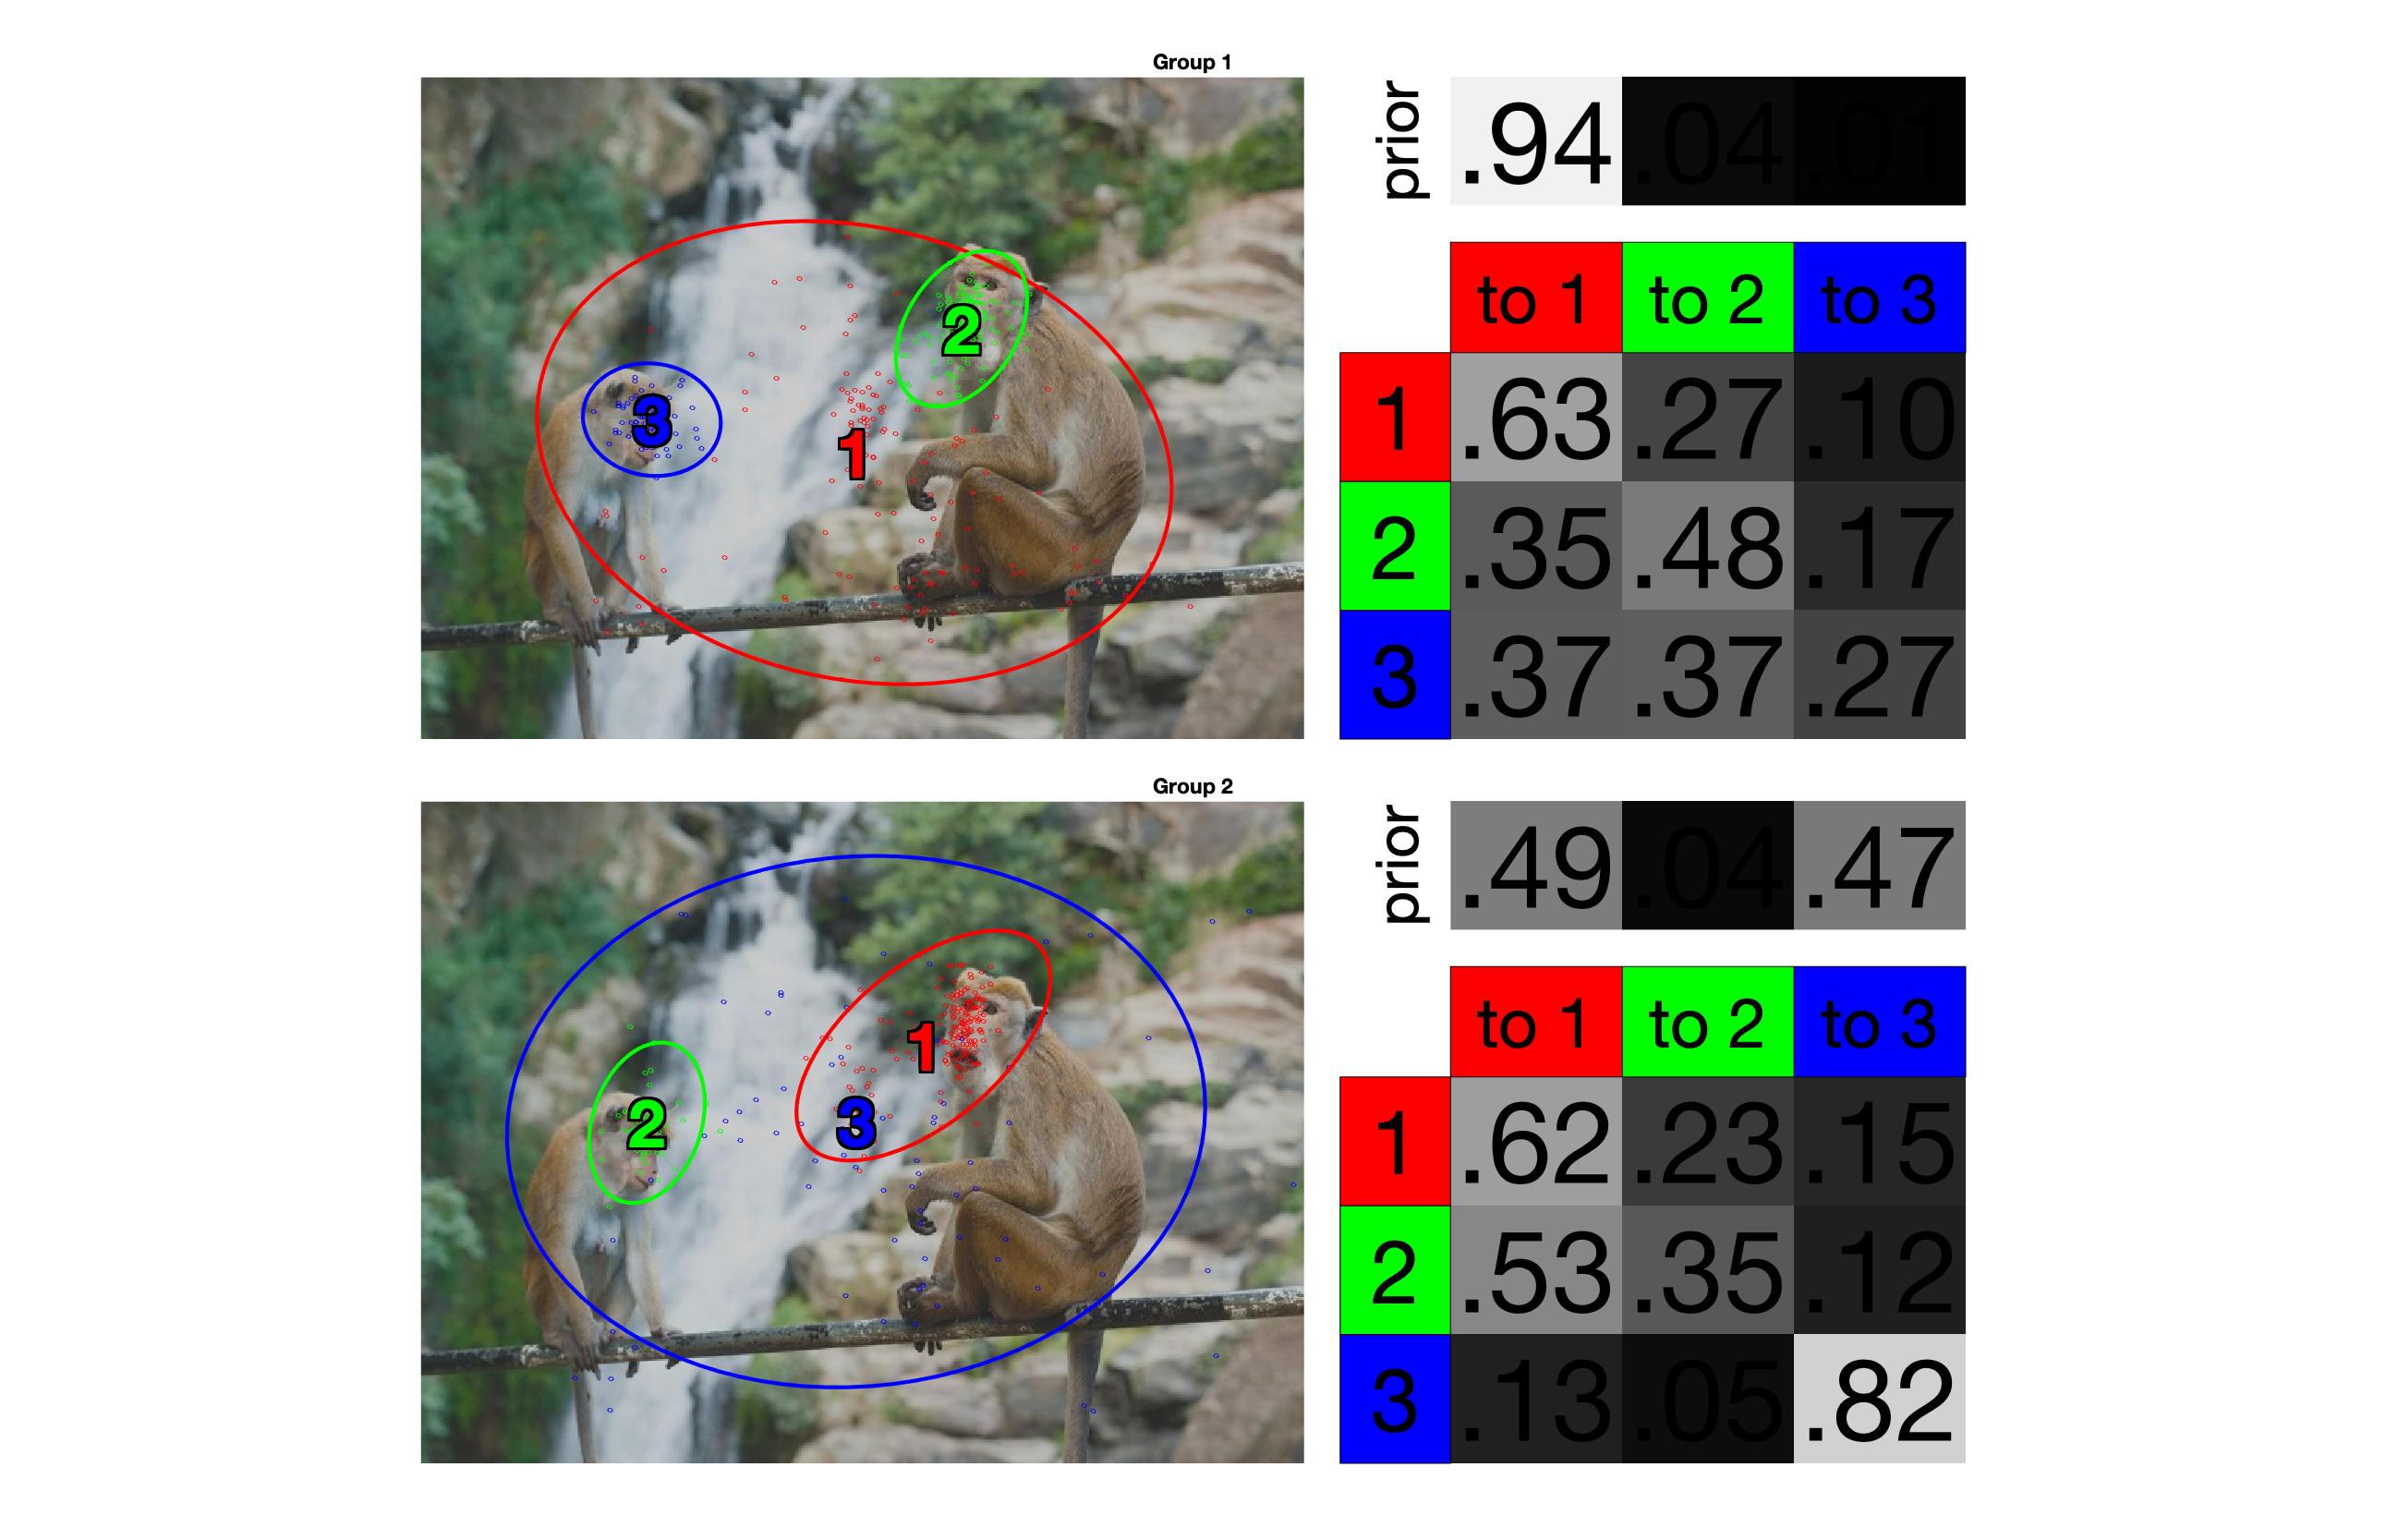 Group 1
3
2
1
prior
.94 .04 .01
to 1 to 2 to 3
1 .63 .27 .10
2 .35 .48 .17
3 .37 .37 .27
Group 2
2
1
3
prior
.49 .04 .47
to 1 to 2 to 3
1 .62 .23 .15
2 .53 .35 .12
3 .13 .05 .82